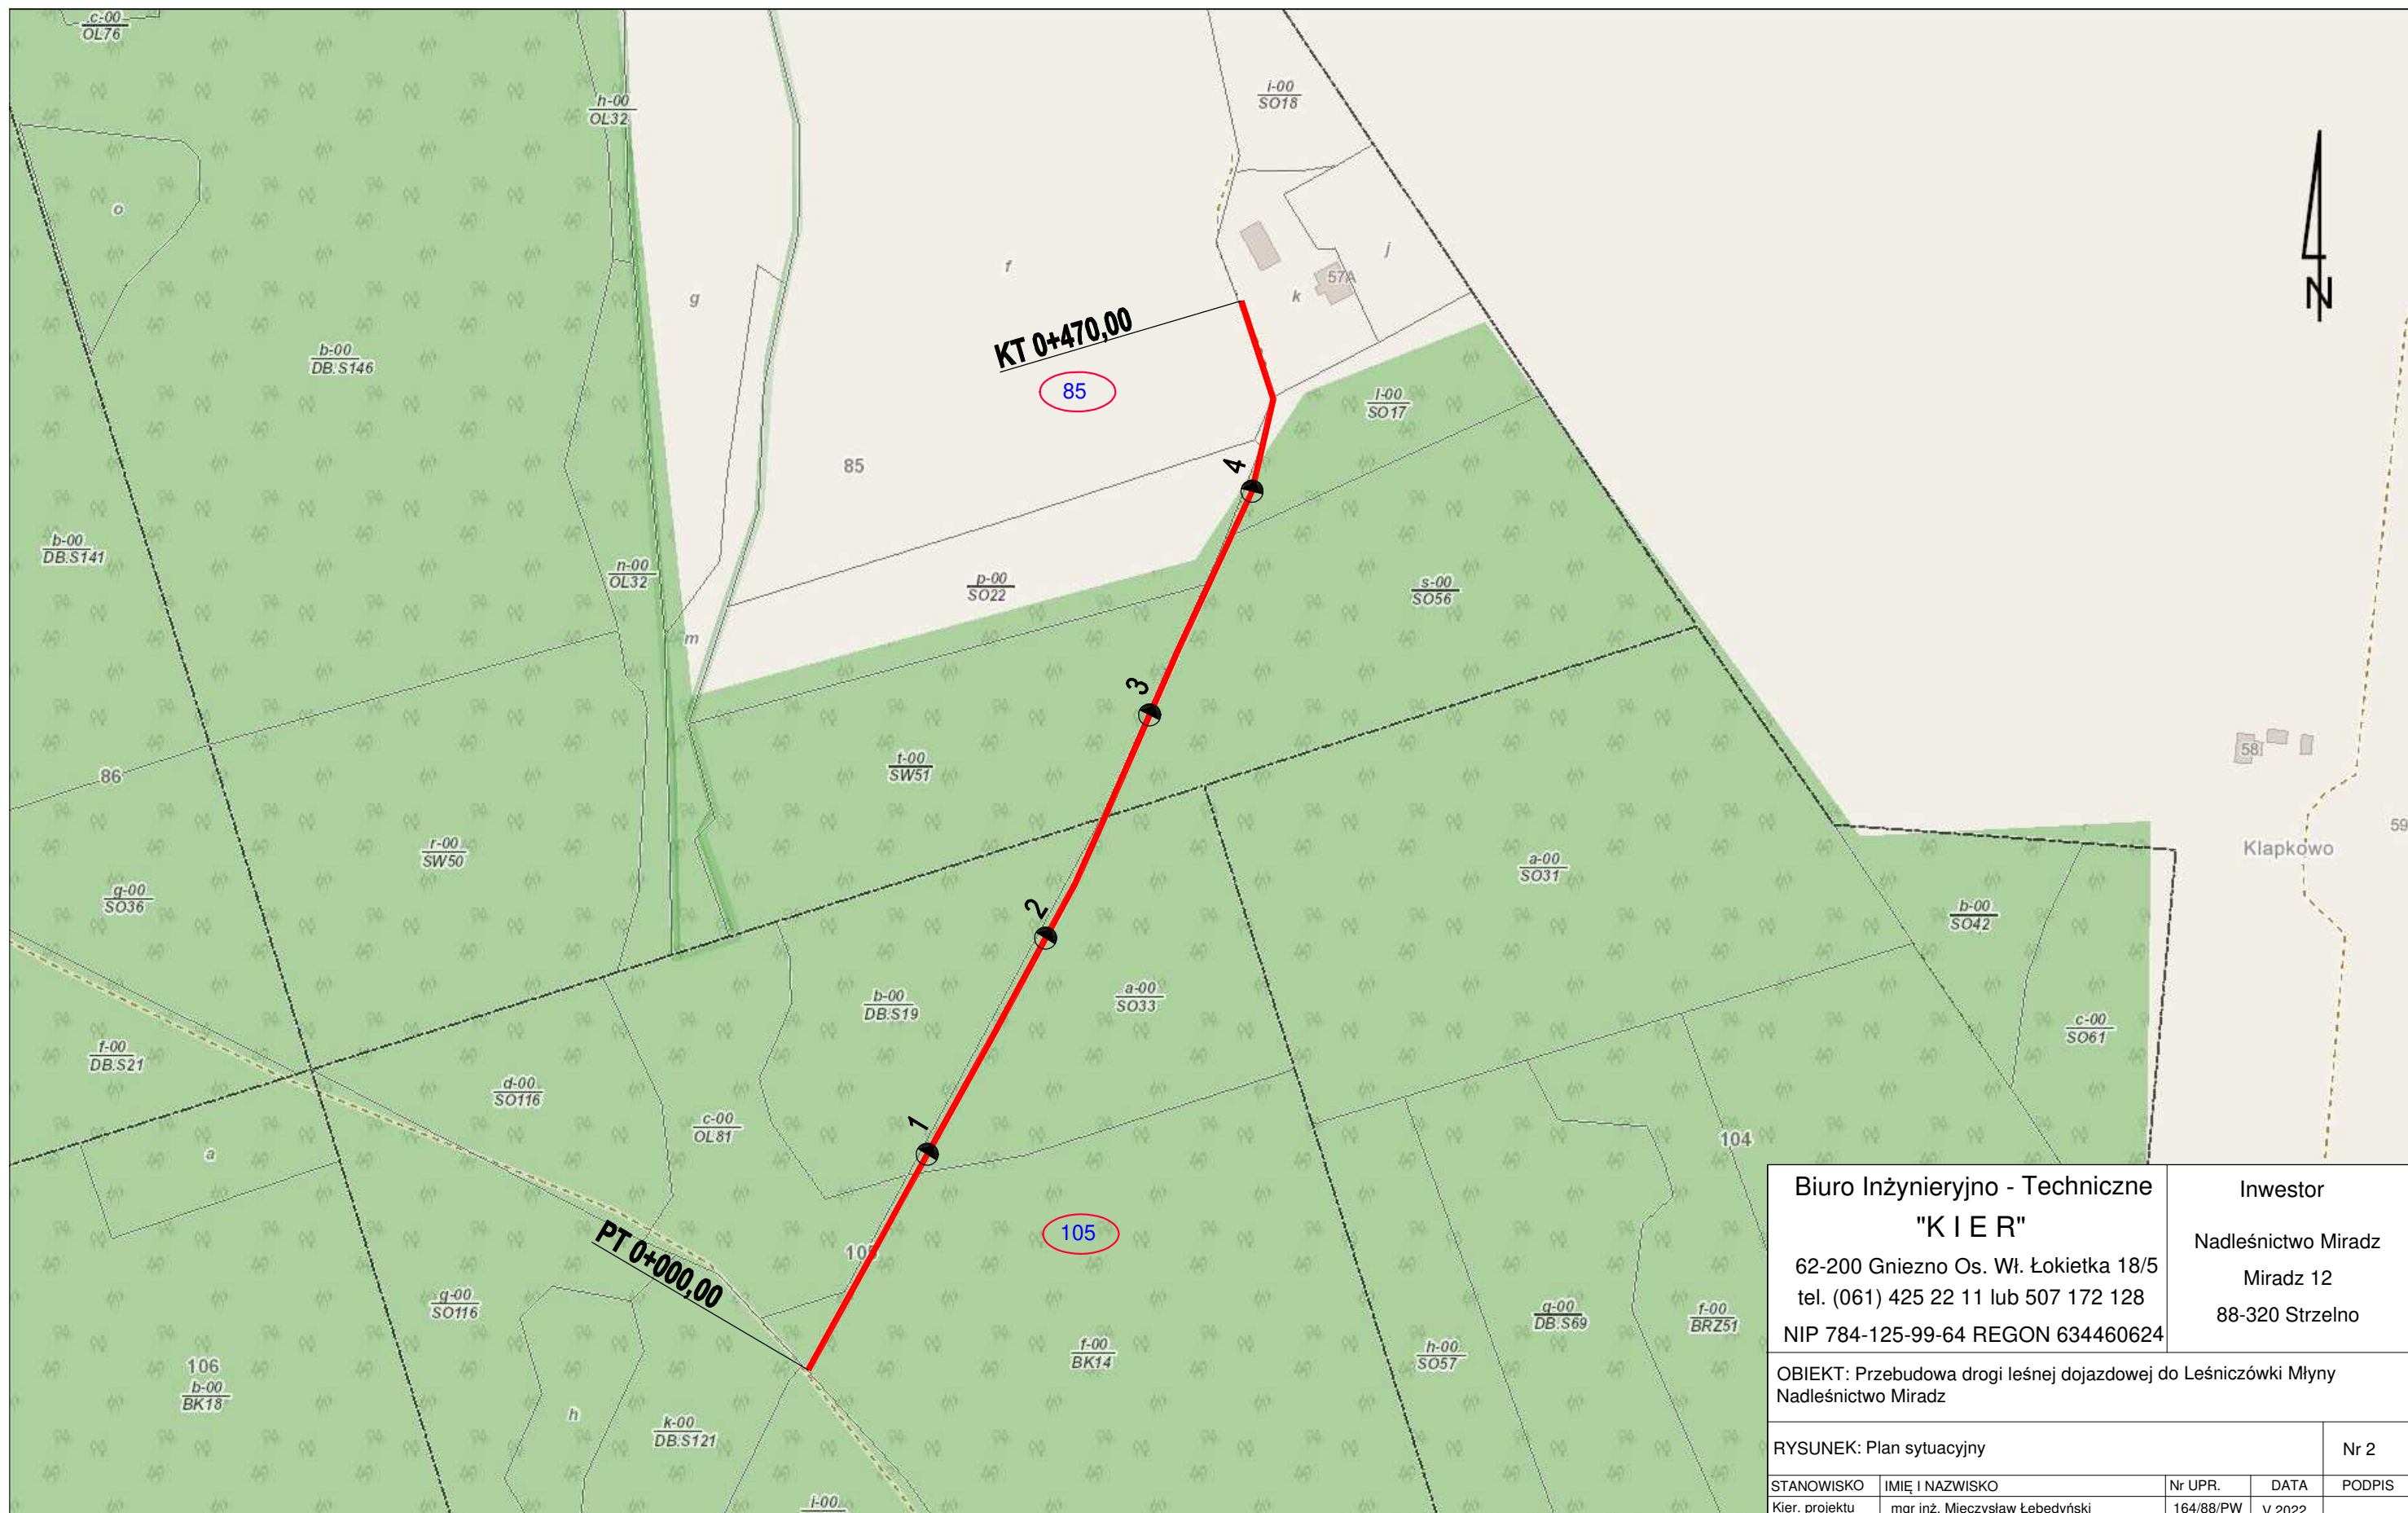 c-00
OL76
h-00
OL32
i-00
SO18
o
g
f
j
k
57A
N
KT 0+470,00
85
b-00
DB.S146
l-00
SO17
85
4
b-00
DB.S141
n-00
OL32
p-00
SO22
s-00
SO56
m
3
86
t-00
SW51
58
59
Klapkowo
r-00
SW50
a-00
SO31
g-00
SO36
b-00
SO42
2
b-00
DB.S19
a-00
SO33
c-00
SO61
f-00
DB.S21
d-00
SO116
c-00
OL81
1
104
a
105
105
PT 0+000,00
g-00
SO116
g-00
DB.S69
f-00
BRZ51
f-00
BK14
h-00
SO57
106
b-00
BK18
h
k-00
DB.S121
i-00
Biuro Inżynieryjno - Techniczne
"K I E R"
62-200 Gniezno Os. Wł. Łokietka 18/5
tel. (061) 425 22 11 lub 507 172 128
NIP 784-125-99-64 REGON 634460624
Inwestor
Nadleśnictwo Miradz
Miradz 12
88-320 Strzelno
OBIEKT: Przebudowa drogi leśnej dojazdowej do Leśniczówki Młyny
Nadleśnictwo Miradz
RYSUNEK: Plan sytuacyjny
Nr 2
STANOWISKO IMIĘ I NAZWISKO Nr UPR. DATA PODPIS
Kier. projektu mgr inż. Mieczysław Łebedyński 164/88/PW V 2022